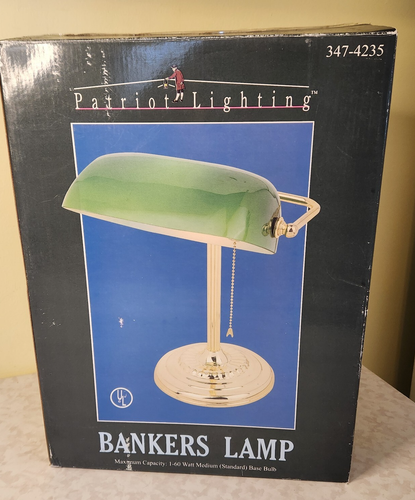 347-4235
Patriot Lighting™
UL
BANKERS LAMP
Maximum Capacity: 1-60 Watt Medium (Standard) Base Bulb